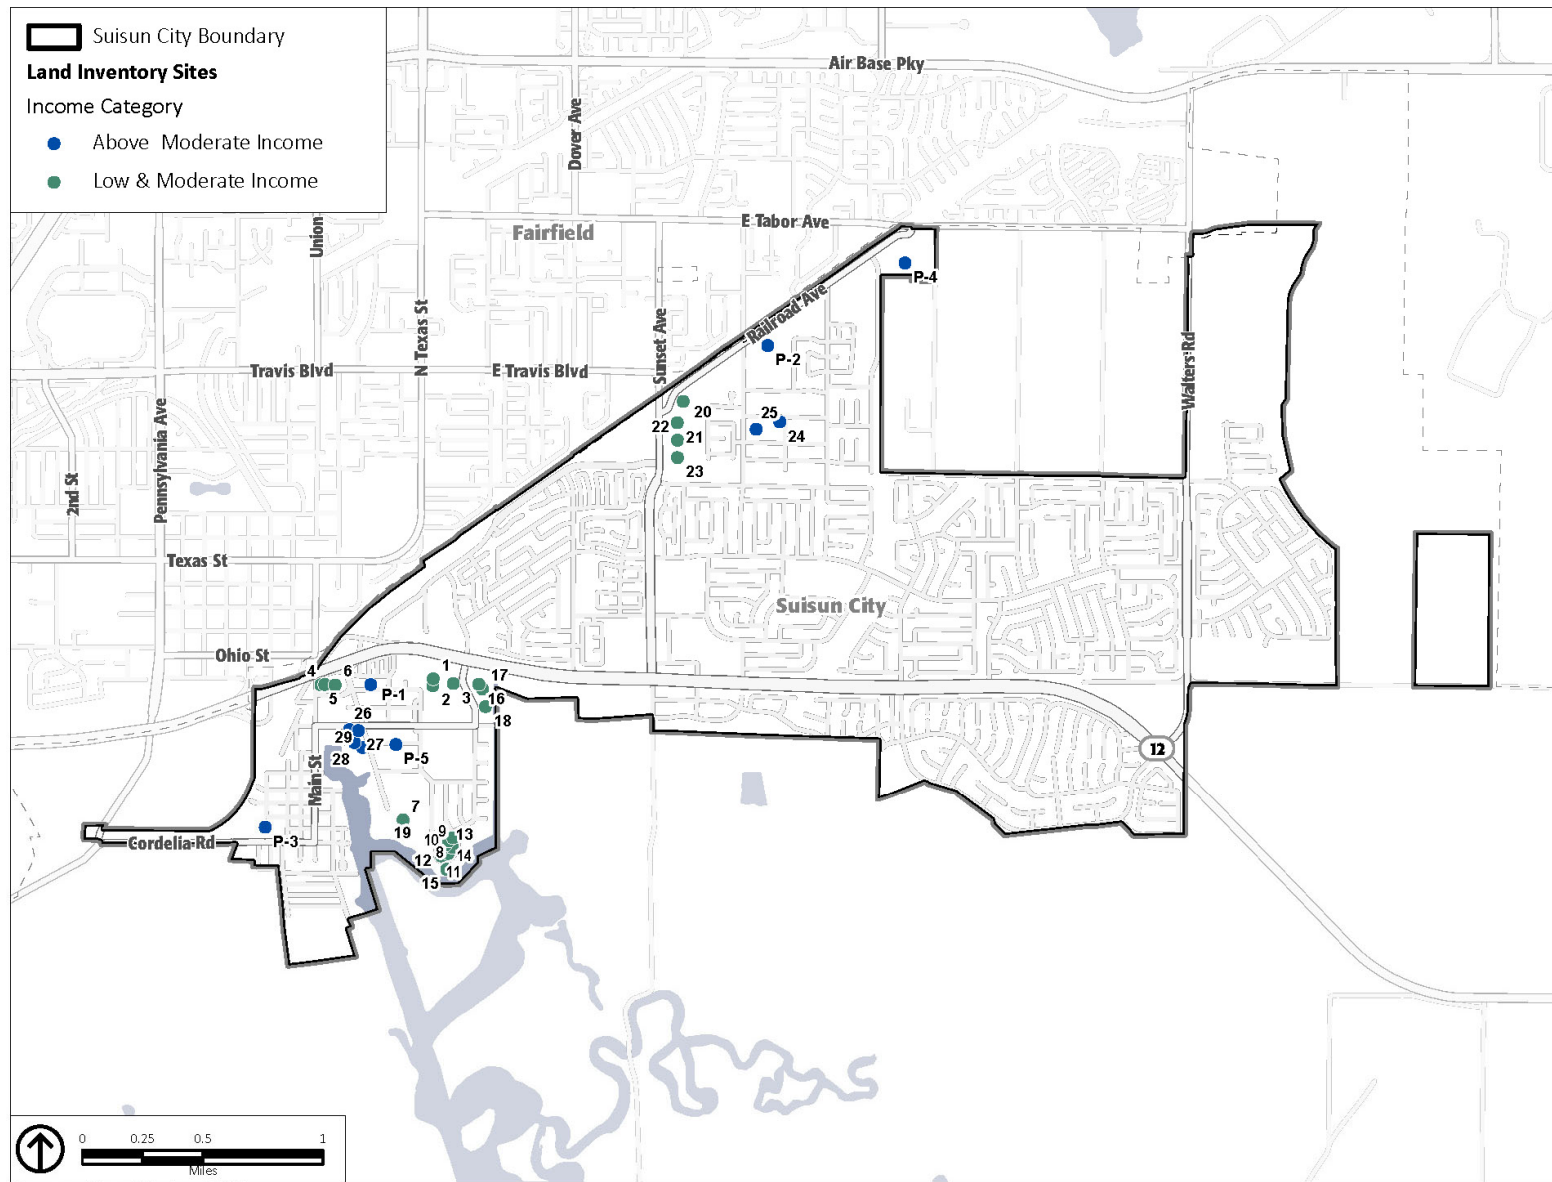 Suisun City Boundary
Land Inventory Sites
Income Category
Above Moderate Income
Low & Moderate Income
Air Base Pky
Dover Ave
Union
E Tabor Ave
Fairfield
P-4
N Texas St
Sunset Ave
Railroad Ave
Walters Rd
P-2
Travis Blvd
E Travis Blvd
Pennsylvania Ave
2nd St
20
25
22
21
24
23
Texas St
Suisun City
Ohio St
4
6
1
17
5
P-1
2
3
16
18
26
29
27
28
P-5
12
Main St
7
19
9
13
10
8
14
12
11
15
P-3
Cordelia Rd
0
0.25
0.5
1
Miles